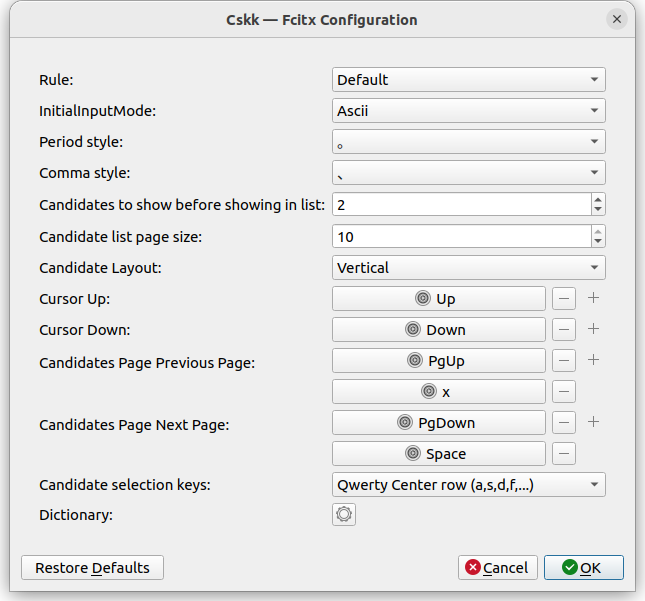 Cskk — Fcitx Configuration
Rule: Default
InitialInputMode: Ascii
Period style: 。
Comma style: 、
Candidates to show before showing in list: 2
Candidate list page size: 10
Candidate Layout: Vertical
Cursor Up: Up
Cursor Down: Down
Candidates Page Previous Page: PgUp
x
Candidates Page Next Page: PgDown
Space
Candidate selection keys: Qwerty Center row (a,s,d,f,...)
Dictionary:
Restore Defaults Cancel OK